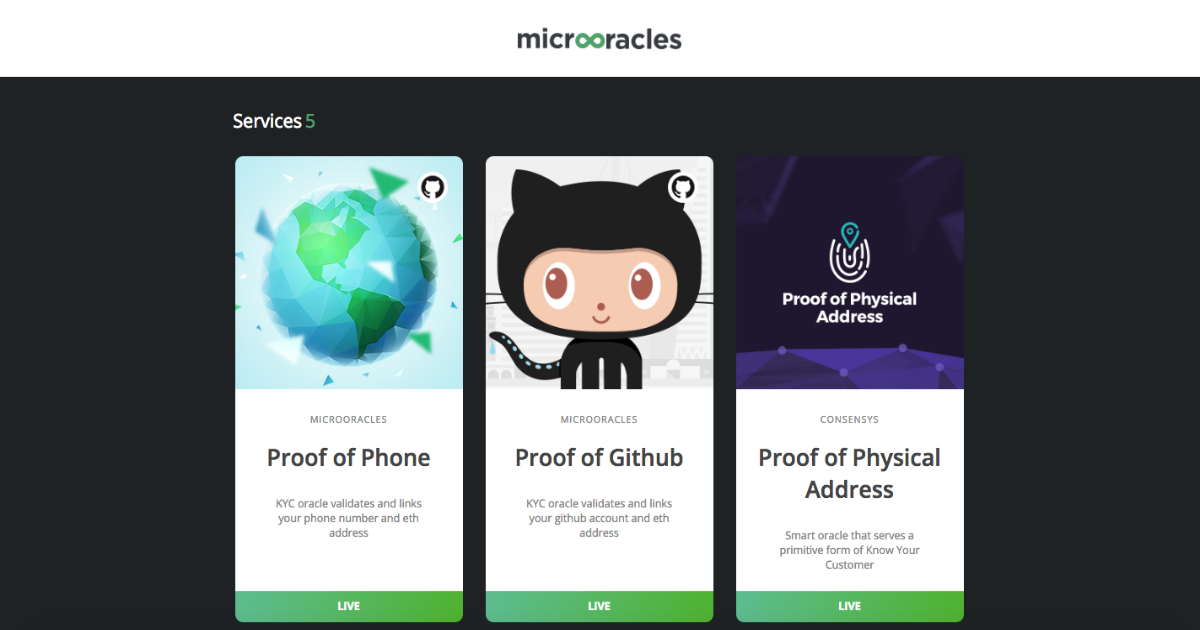 microoracles
Services 5
Proof of Physical
Address
MICROORACLES
Proof of Phone
KYC oracle validates and links
your phone number and eth
address
LIVE
MICROORACLES
Proof of Github
KYC oracle validates and links
your github account and eth
address
LIVE
CONSENSYS
Proof of Physical
Address
Smart oracle that serves a
primitive form of Know Your
Customer
LIVE